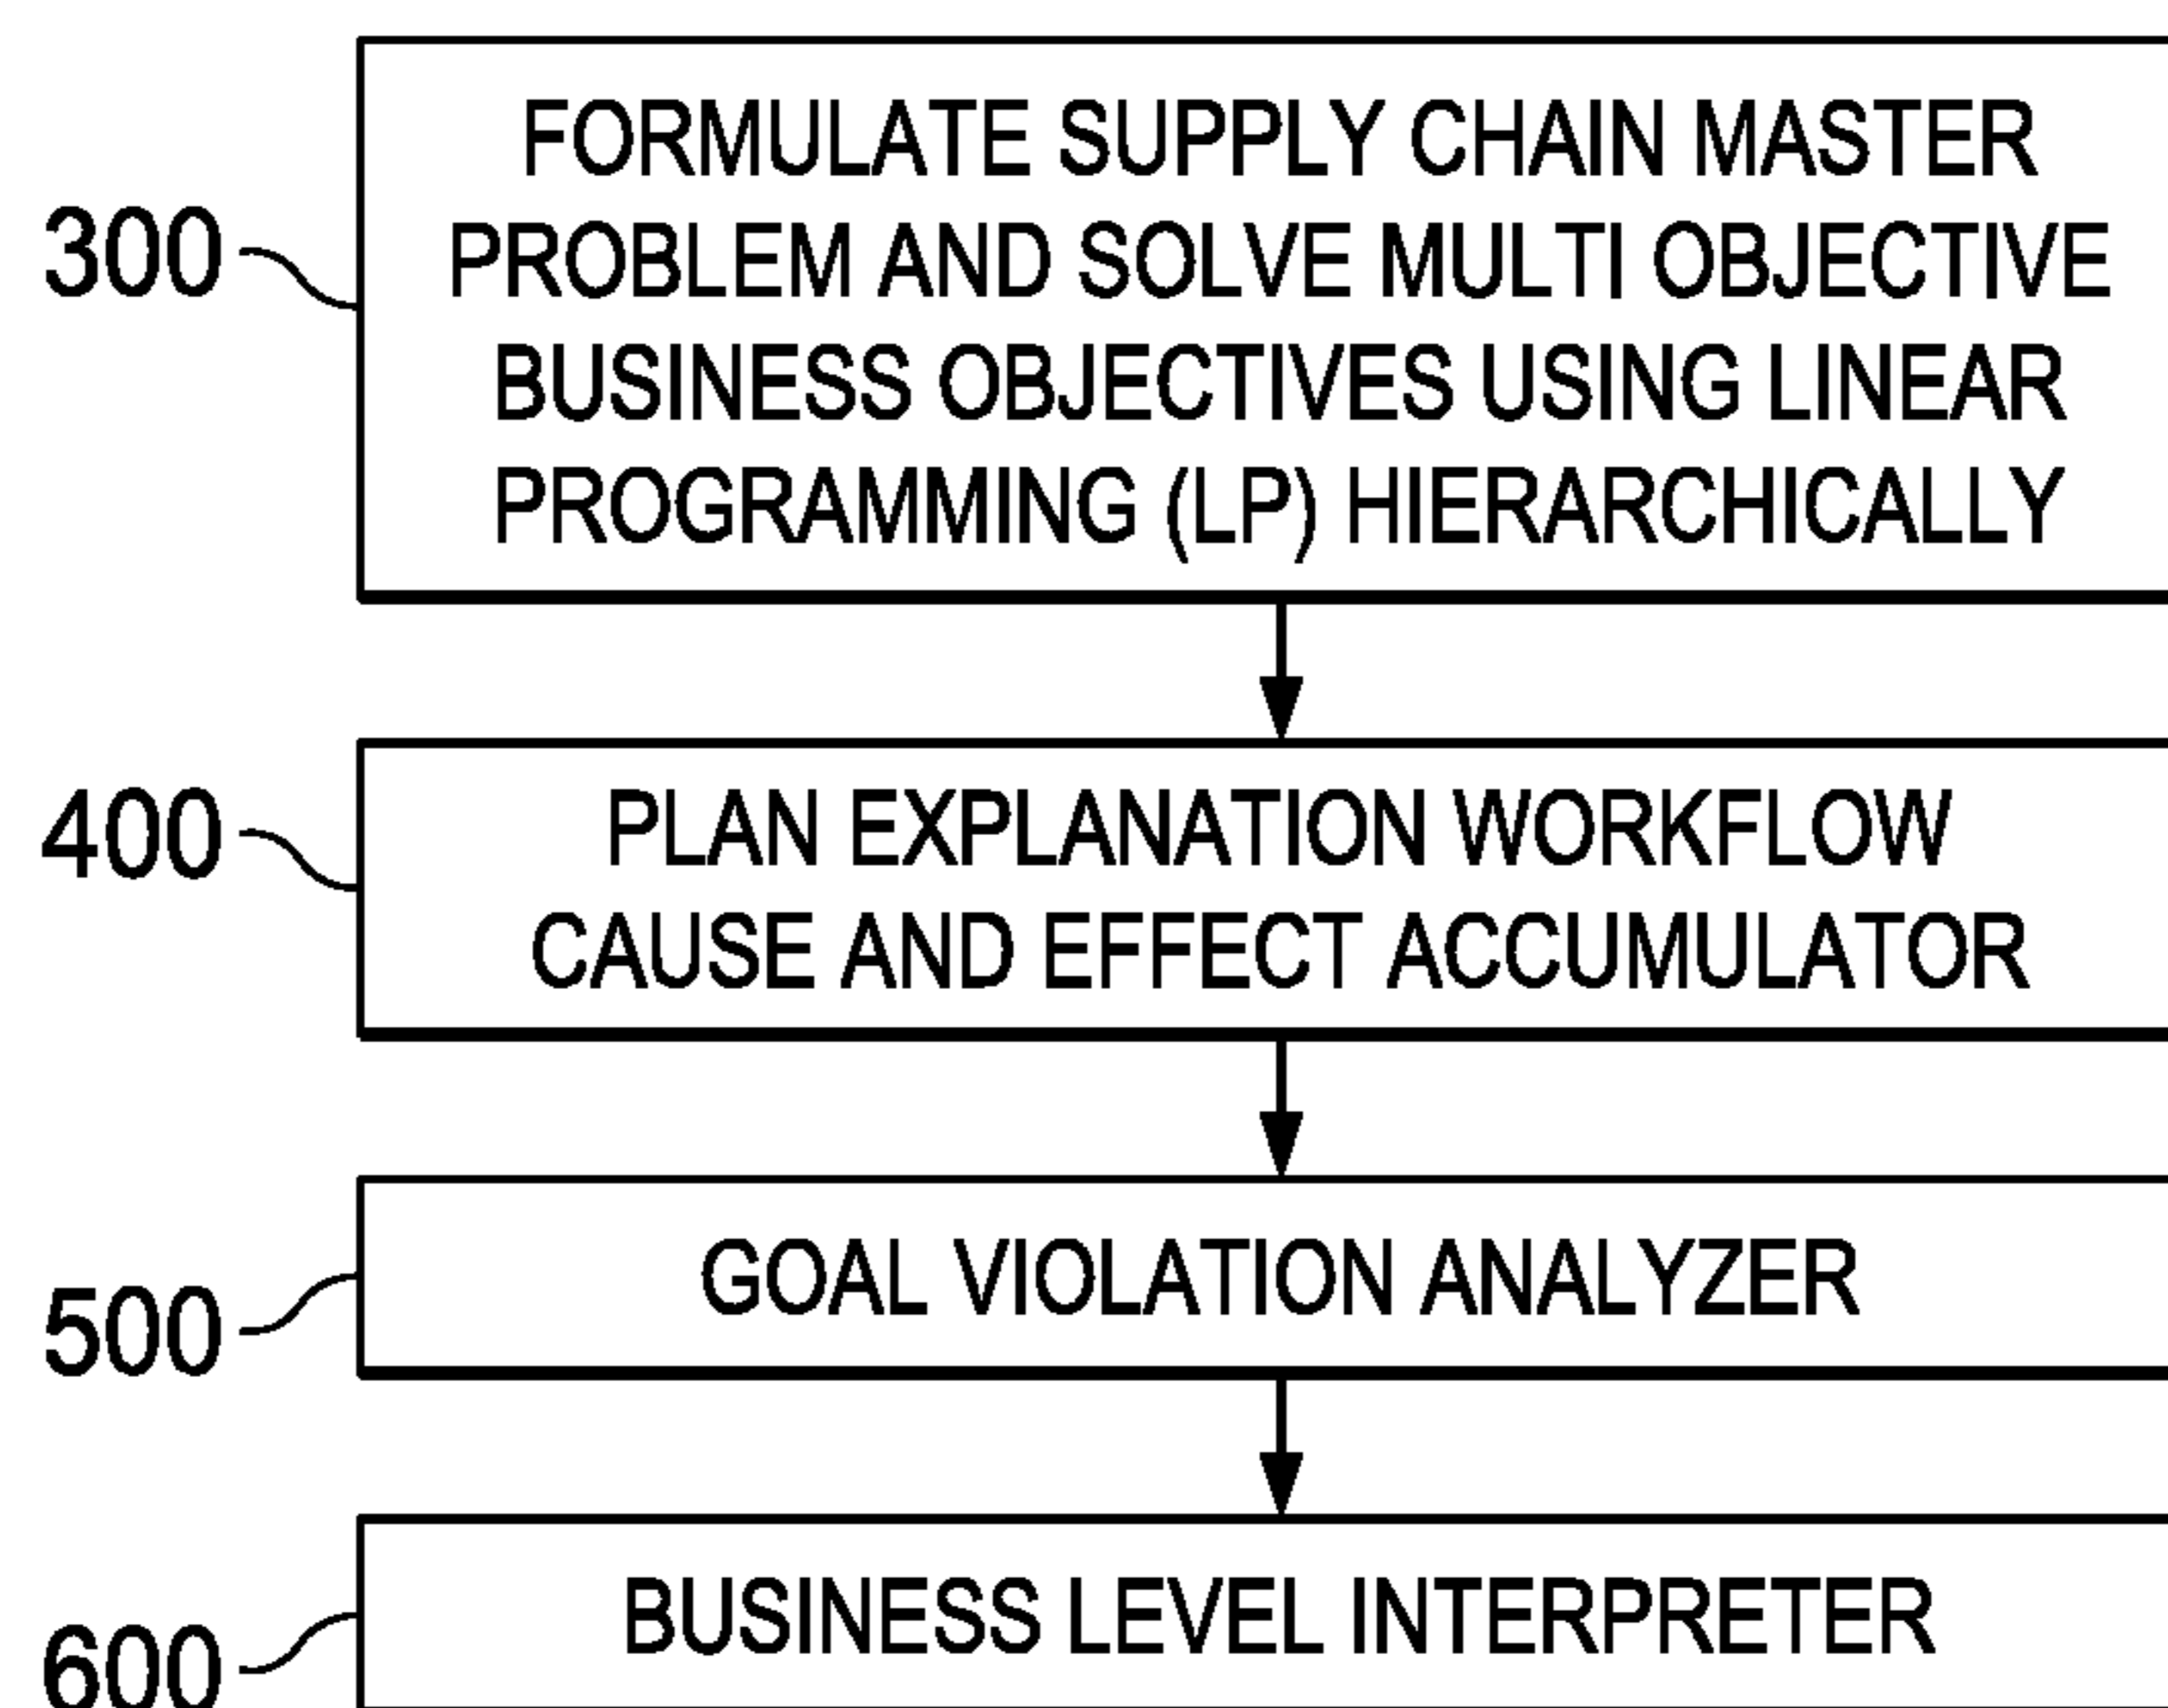 FORMULATE SUPPLY CHAIN MASTER
300
PROBLEM AND SOLVE MULTI OBJECTIVE
BUSINESS OBJECTIVES USING LINEAR
PROGRAMMING (LP) HIERARCHICALLY
400
PLAN EXPLANATION WORKFLOW
CAUSE AND EFFECT ACCUMULATOR
500
GOAL VIOLATION ANALYZER
600
BUSINESS LEVEL INTERPRETER